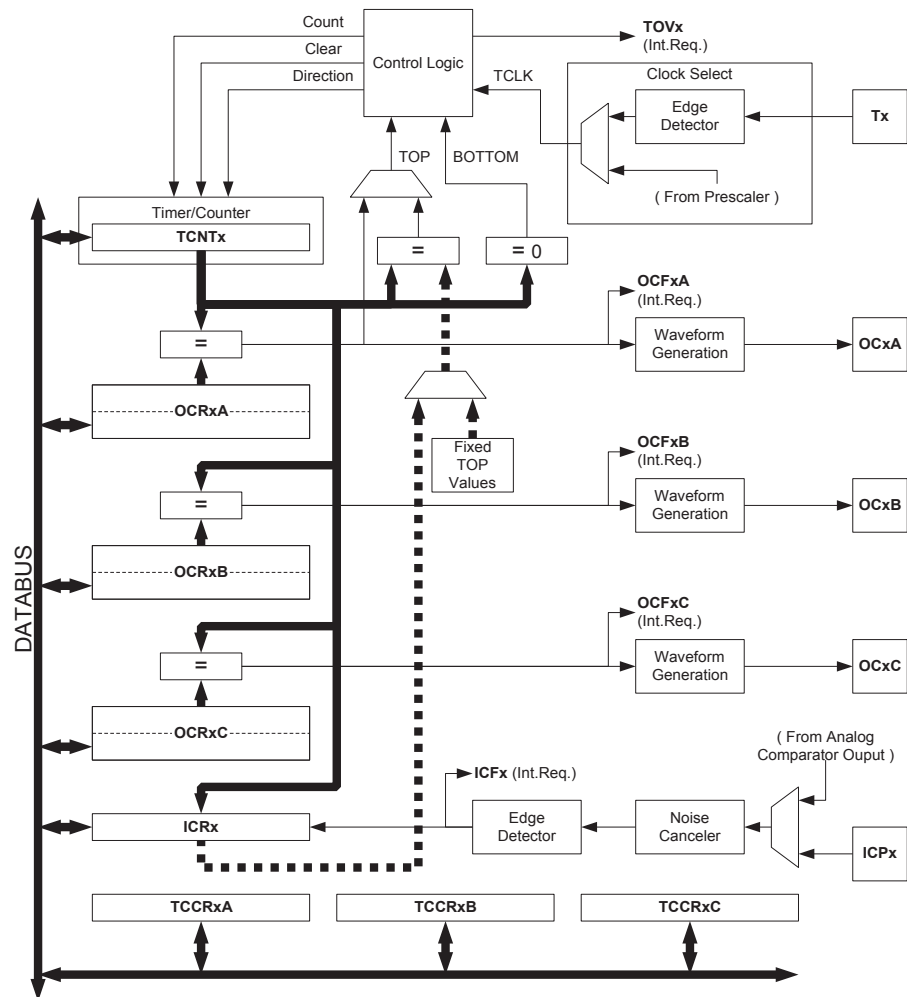 Count
TOVx
(Int.Req.)
Clear
Control Logic
Clock Select
Direction
TCLK
Edge
Detector
Tx
TOP
BOTTOM
( From Prescaler )
Timer/Counter
TCNTx
=
= 0
OCFxA
(Int.Req.)
=
Waveform
Generation
OCxA
OCRxA
Fixed
TOP
Values
OCFxB
(Int.Req.)
=
Waveform
Generation
OCxB
OCRxB
DATABUS
OCFxC
(Int.Req.)
=
Waveform
Generation
OCxC
OCRxC
( From Analog
Comparator Ouput )
ICFx (Int.Req.)
ICRx
Edge
Detector
Noise
Canceler
ICPx
TCCRxA
TCCRxB
TCCRxC